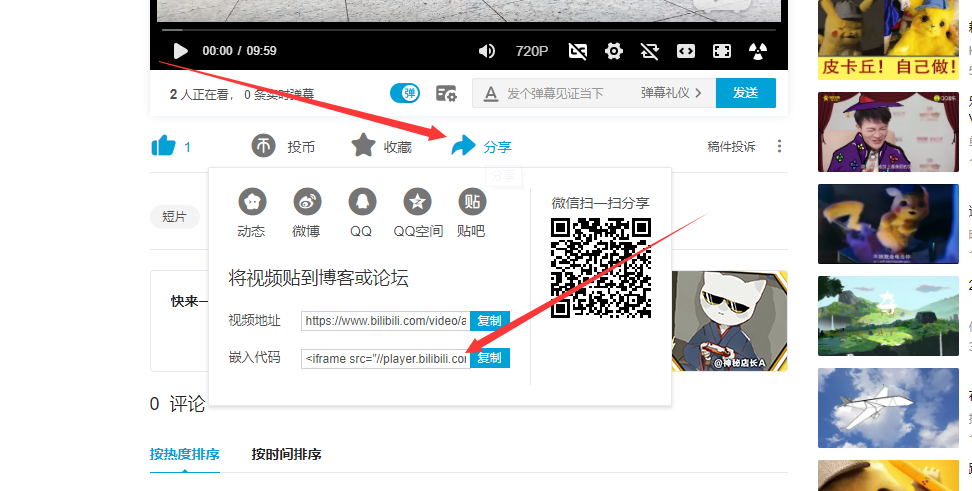 皮卡丘！自己做！
00:00 / 09:59
720P
2 人正在看， 0 条实时弹幕
弹
发个弹幕见证当下
弹幕礼仪 >
发送
1
投币
收藏
分享
稿件投诉
分享
动态
微博
QQ
QQ空间
贴
贴吧
微信扫一扫分享
短片
将视频贴到博客或论坛
快来一
视频地址
https://www.bilibili.com/video/a
复制
嵌入代码
<iframe src="//player.bilibili.com
复制
@神秘店长A
0 评论
按热度排序
按时间排序